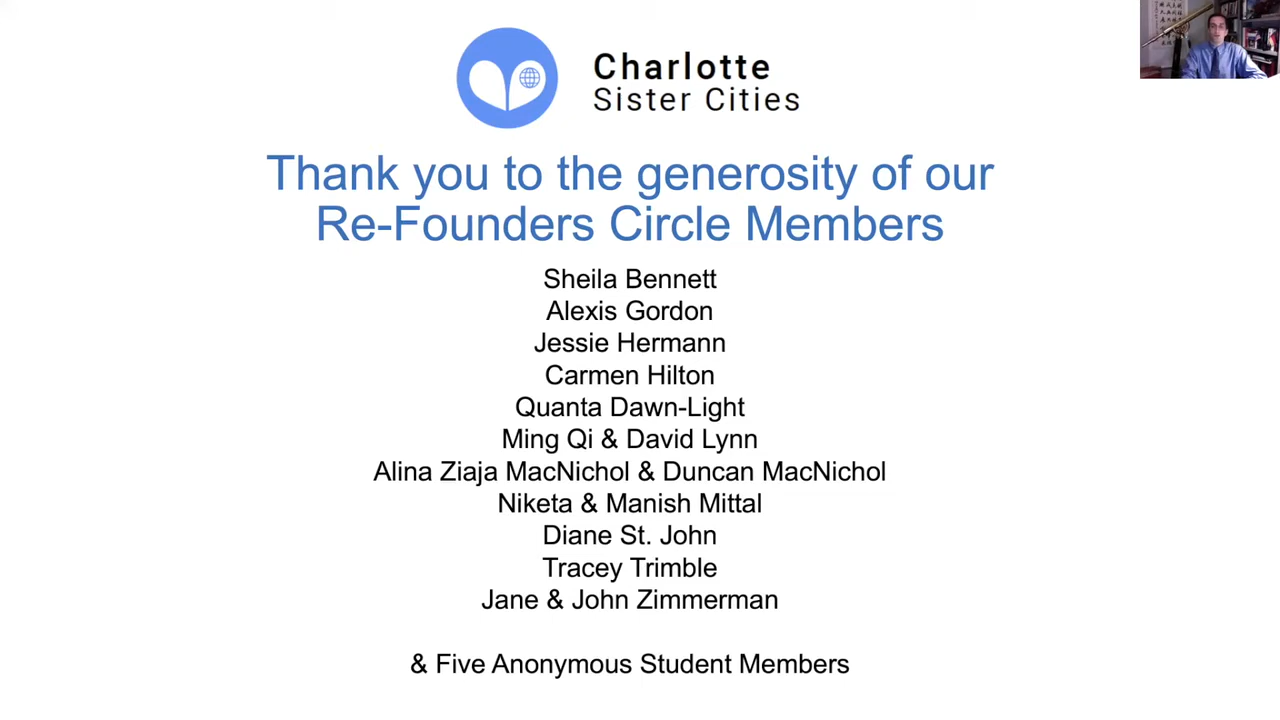 Charlotte
Sister Cities
Thank you to the generosity of our
Re-Founders Circle Members
Sheila Bennett
Alexis Gordon
Jessie Hermann
Carmen Hilton
Quanta Dawn-Light
Ming Qi & David Lynn
Alina Ziaja MacNichol & Duncan MacNichol
Niketa & Manish Mittal
Diane St. John
Tracey Trimble
Jane & John Zimmerman
& Five Anonymous Student Members